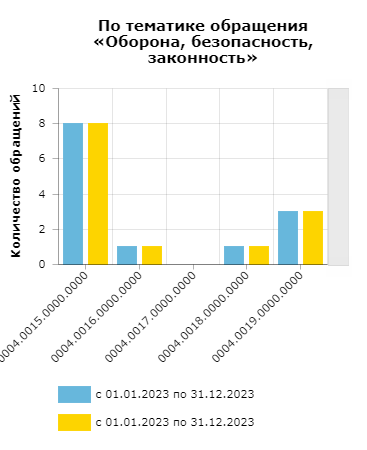 По тематике обращения
«Оборона, безопасность,
законность»
Количество обращений
10
8
6
4
2
0
0004.0015.0000.0000
0004.0016.0000.0000
0004.0017.0000.0000
0004.0018.0000.0000
0004.0019.0000.0000
с 01.01.2023 по 31.12.2023
с 01.01.2023 по 31.12.2023